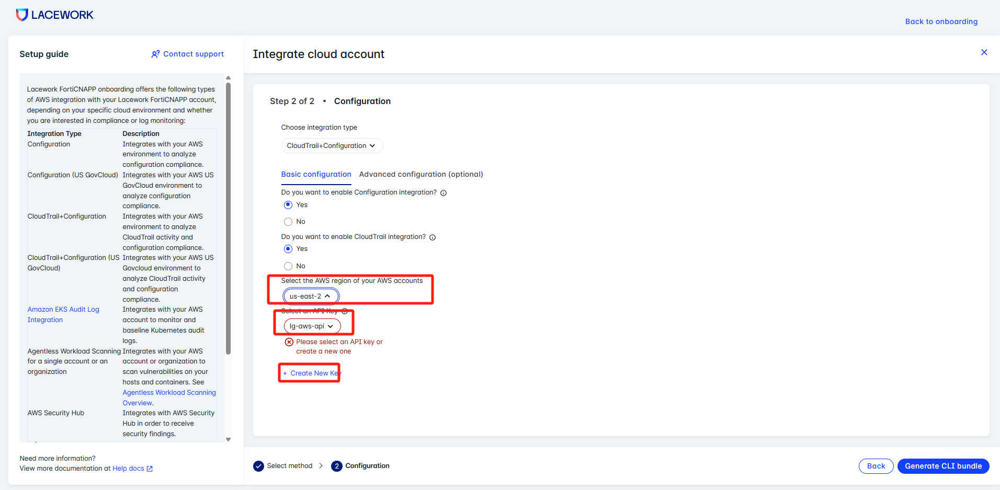 LACEWORK
Back to onboarding
Setup guide
Contact support
Lacework FortiCNAPP onboarding offers the following types
of AWS integration with your Lacework FortiCNAPP account,
depending on your specific cloud environment and whether
you are interested in compliance or log monitoring:
Integration Type Description
Configuration Integrates with your AWS
environment to analyze
configuration compliance.
Configuration (US GovCloud) Integrates with your AWS US
GovCloud environment to
analyze configuration
compliance.
CloudTrail+Configuration Integrates with your AWS
environment to analyze
CloudTrail activity and
configuration compliance.
CloudTrail+Configuration (US Integrates with your AWS US
GovCloud) Govcloud environment to
analyze CloudTrail activity
and configuration
compliance.
Amazon EKS Audit Log Integrates with your AWS
Integration account to monitor and
baseline Kubernetes audit
logs.
Agentless Workload Scanning Integrates with your AWS
for a single account or an account or organization to
organization scan vulnerabilities on your
hosts and containers. See
Agentless Workload Scanning
Overview.
AWS Security Hub Integrates with AWS Security
Hub in order to receive
security findings.
Need more information?
View more documentation at Help docs
Integrate cloud account
Step 2 of 2 • Configuration
Choose integration type
CloudTrail+Configuration
Basic configuration Advanced configuration (optional)
Do you want to enable Configuration integration?
Yes
No
Do you want to enable CloudTrail integration?
Yes
No
Select the AWS region of your AWS accounts
us-east-2
Select an API Key
lg-aws-api
Please select an API key or
create a new one
+ Create New Key
Select method > 2 Configuration
Back Generate CLI bundle